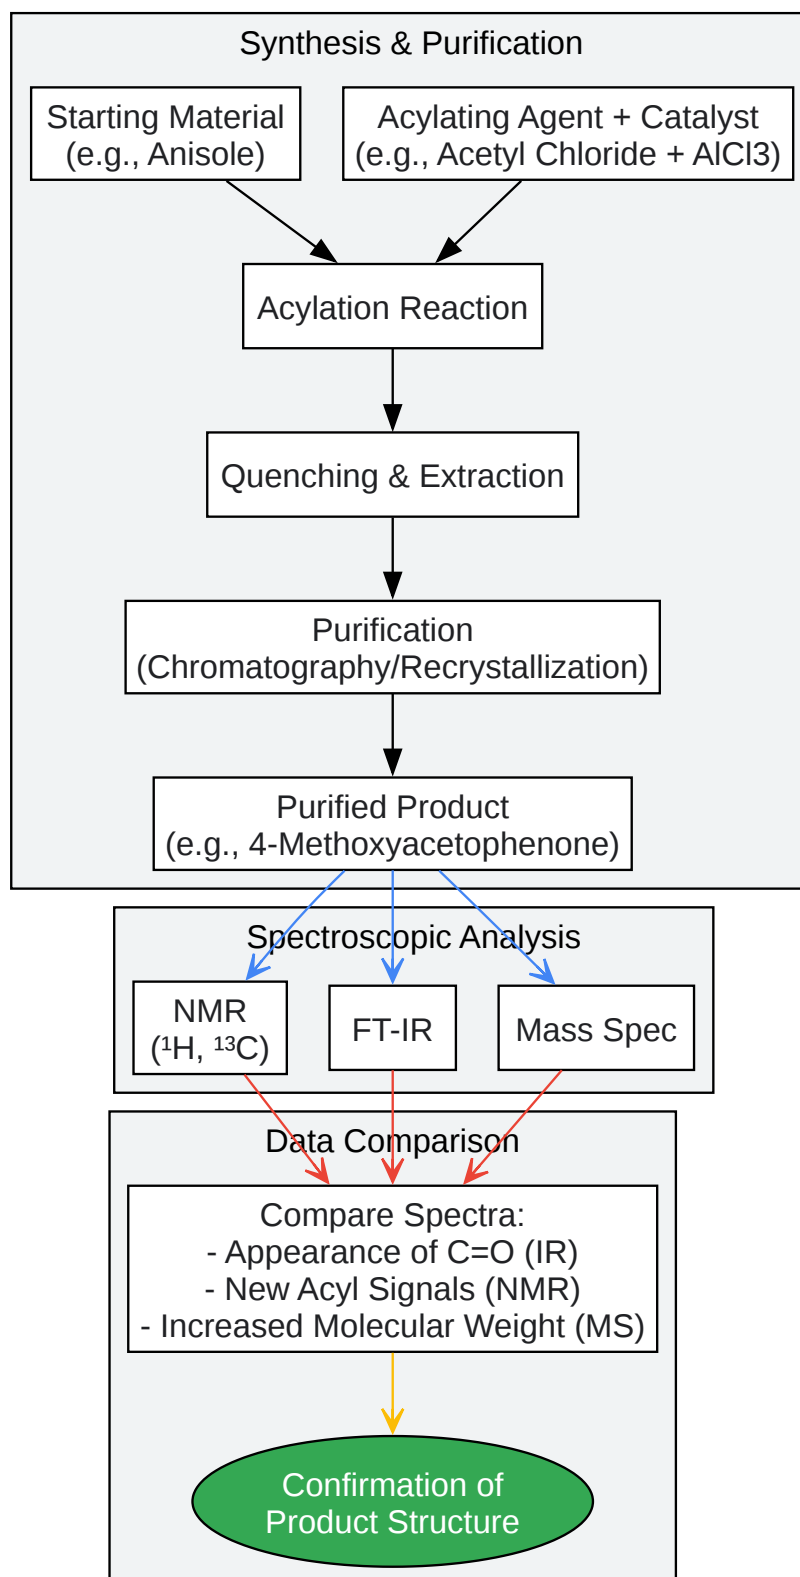 Synthesis & Purification
Starting Material
(e.g., Anisole)
Acylating Agent + Catalyst
(e.g., Acetyl Chloride + AlCl3)
Acylation Reaction
Quenching & Extraction
Purification
(Chromatography/Recrystallization)
Purified Product
(e.g., 4-Methoxyacetophenone)
Spectroscopic Analysis
NMR
(¹H, ¹³C)
FT-IR
Mass Spec
Data Comparison
Compare Spectra:
- Appearance of C=O (IR)
- New Acyl Signals (NMR)
- Increased Molecular Weight (MS)
Confirmation of
Product Structure